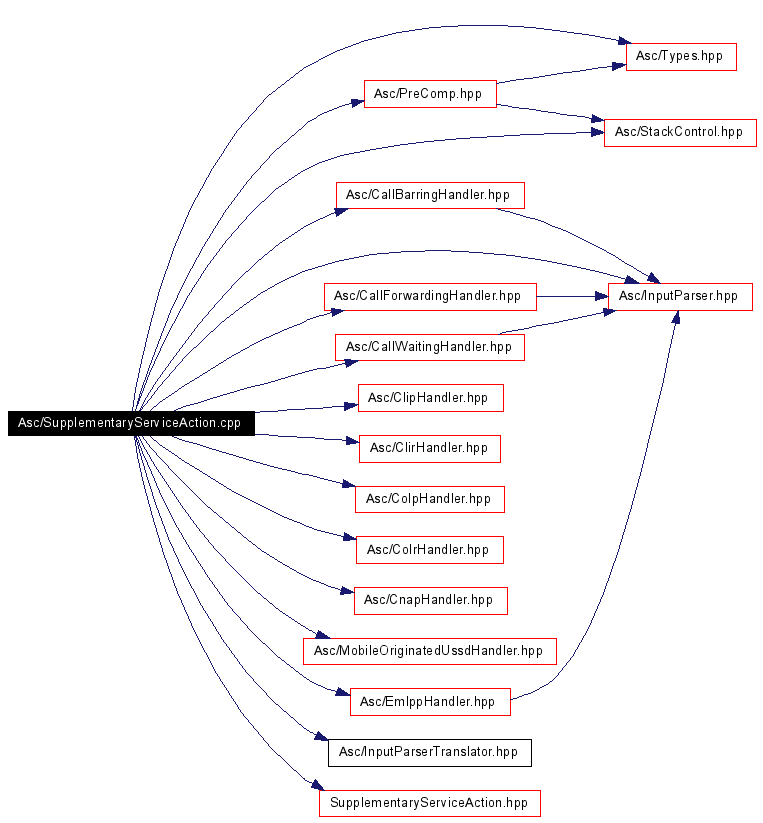 Asc/Types.hpp
Asc/PreComp.hpp
Asc/StackControl.hpp
Asc/CallBarringHandler.hpp
Asc/CallForwardingHandler.hpp
Asc/InputParser.hpp
Asc/CallWaitingHandler.hpp
Asc/ClipHandler.hpp
Asc/SupplementaryServiceAction.cpp
Asc/ClirHandler.hpp
Asc/ColpHandler.hpp
Asc/ColrHandler.hpp
Asc/CnapHandler.hpp
Asc/MobileOriginatedUssdHandler.hpp
Asc/EmlppHandler.hpp
Asc/InputParserTranslator.hpp
SupplementaryServiceAction.hpp